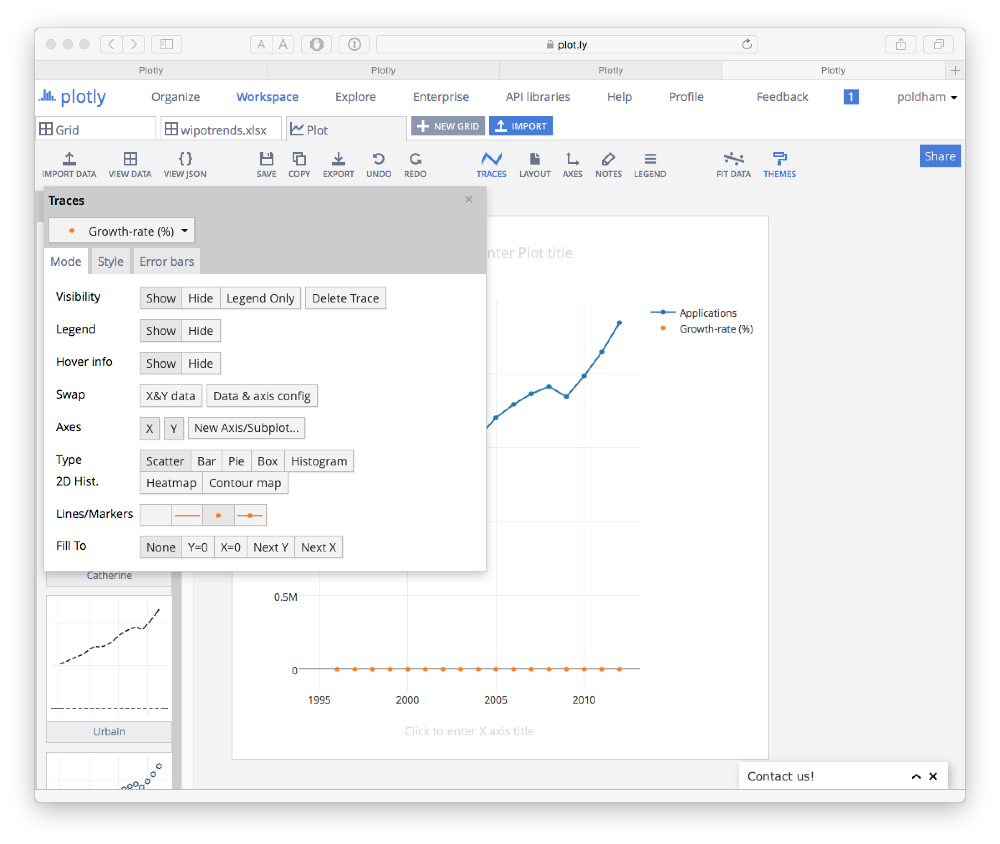 A A plot.ly
Plotly Plotly Plotly Plotly
plotly Organize Workspace Explore Enterprise API libraries Help Profile Feedback 1 poldham
Grid wipotrends.xlsx Plot NEW GRID IMPORT
IMPORT DATA VIEW DATA VIEW JSON SAVE COPY EXPORT UNDO REDO TRACES LAYOUT AXES NOTES LEGEND FIT DATA THEMES Share
Traces
Growth-rate (%)
Mode Style Error bars
Visibility Show Hide Legend Only Delete Trace
Legend Show Hide
Hover info Show Hide
Swap X&Y data Data & axis config
Axes X Y New Axis/Subplot...
Type Scatter Bar Pie Box Histogram
2D Hist. Heatmap Contour map
Lines/Markers
Fill To None Y=0 X=0 Next Y Next X
nter Plot title
Applications
Growth-rate (%)
0.5M
0
1995 2000 2005 2010
Click to enter X axis title
Catherine
Urbain
Contact us!